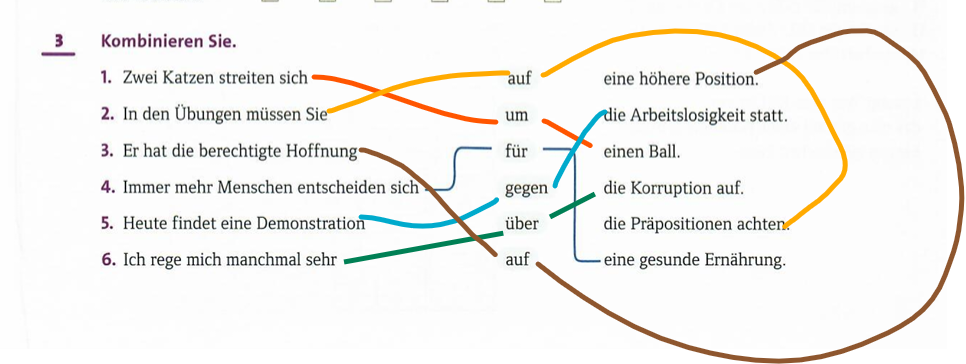 3 Kombinieren Sie.
1. Zwei Katzen streiten sich auf eine höhere Position.
2. In den Übungen müssen Sie um die Arbeitslosigkeit statt.
3. Er hat die berechtigte Hoffnung für einen Ball.
4. Immer mehr Menschen entscheiden sich gegen die Korruption auf.
5. Heute findet eine Demonstration über die Präpositionen achten.
6. Ich rege mich manchmal sehr auf eine gesunde Ernährung.